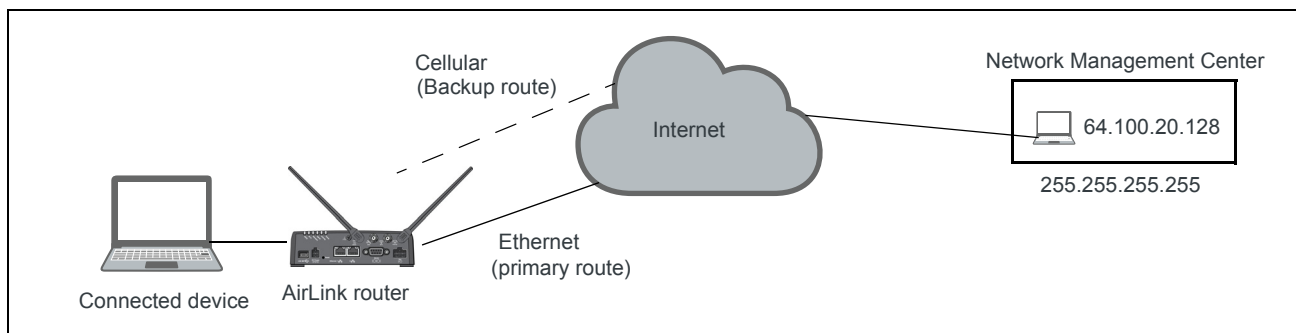 Cellular
(Backup route)
Network Management Center
Internet
64.100.20.128
255.255.255.255
Ethernet
(primary route)
Connected device
AirLink router